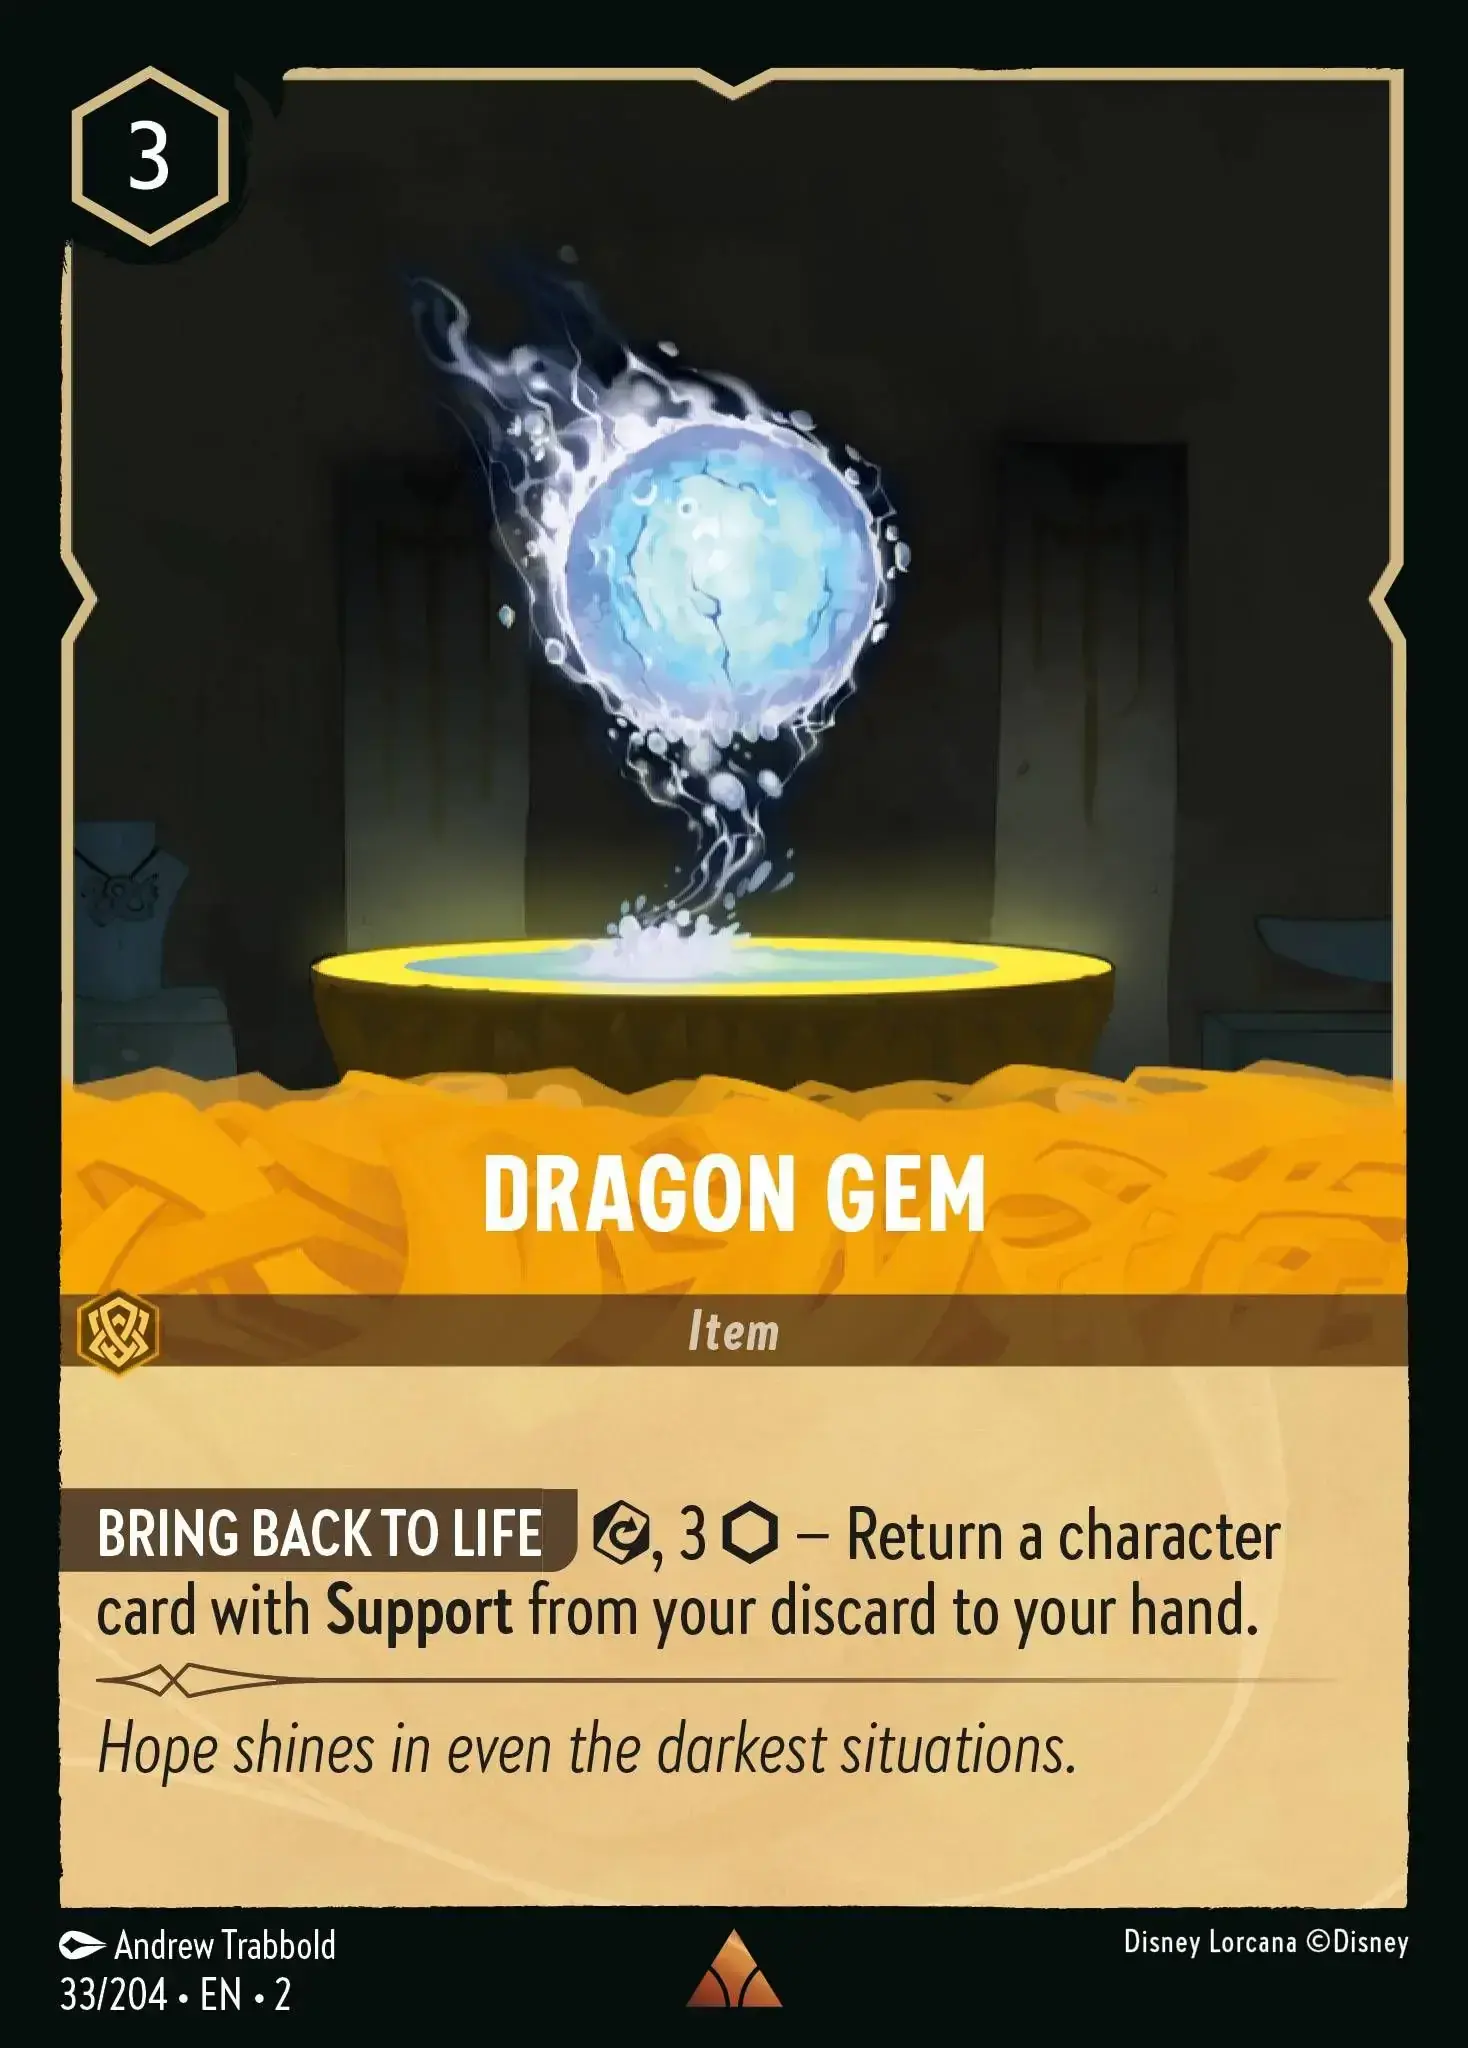 3
DRAGON GEM
Item
BRING BACK TO LIFE , 3 – Return a character
card with Support from your discard to your hand.
Hope shines in even the darkest situations.
Andrew Trabbold
Disney Lorcana ©Disney
33/204 • EN • 2